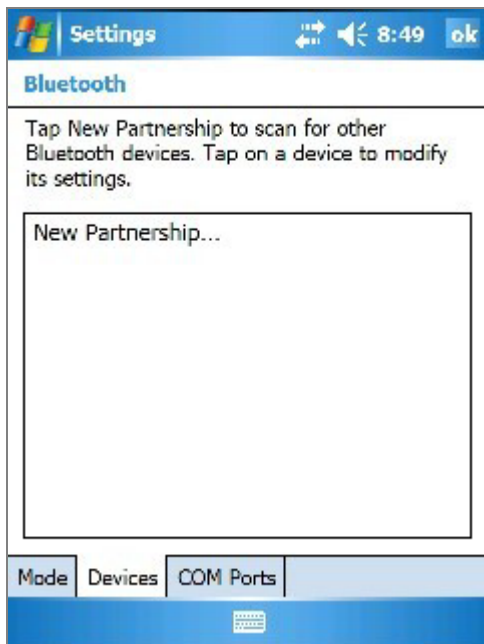 Settings 8:49 ok
Bluetooth
Tap New Partnership to scan for other
Bluetooth devices. Tap on a device to modify
its settings.
New Partnership...
Mode Devices COM Ports